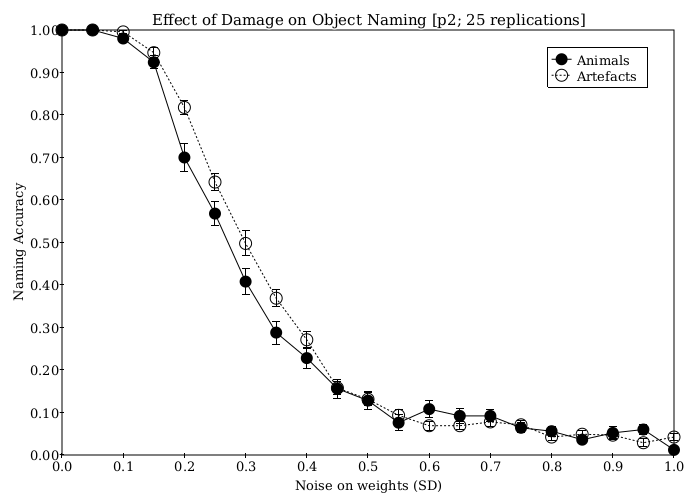 Effect of Damage on Object Naming [p2; 25 replications]
1.00
0.90
0.80
0.70
0.60
0.50
0.40
0.30
0.20
0.10
0.00
Naming Accuracy
Animals
Artefacts
0.0 0.1 0.2 0.3 0.4 0.5 0.6 0.7 0.8 0.9 1.0
Noise on weights (SD)